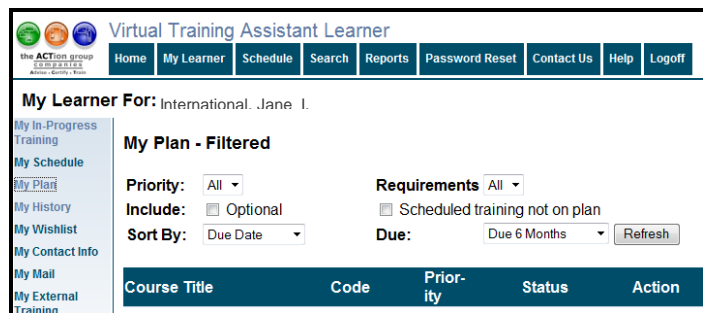 Virtual Training Assistant Learner
the ACTion group
COMPANIES
Advise • Certify • Train
Home My Learner Schedule Search Reports Password Reset Contact Us Help Logoff
My Learner For: International, Jane I.
My In-Progress
Training
My Schedule
My Plan
My History
My Wishlist
My Contact Info
My Mail
My External
Training
My Plan - Filtered
Priority: All Requirements All
Include: Optional Scheduled training not on plan
Sort By: Due Date Due: Due 6 Months Refresh
Course Title Code Prior-
ity Status Action